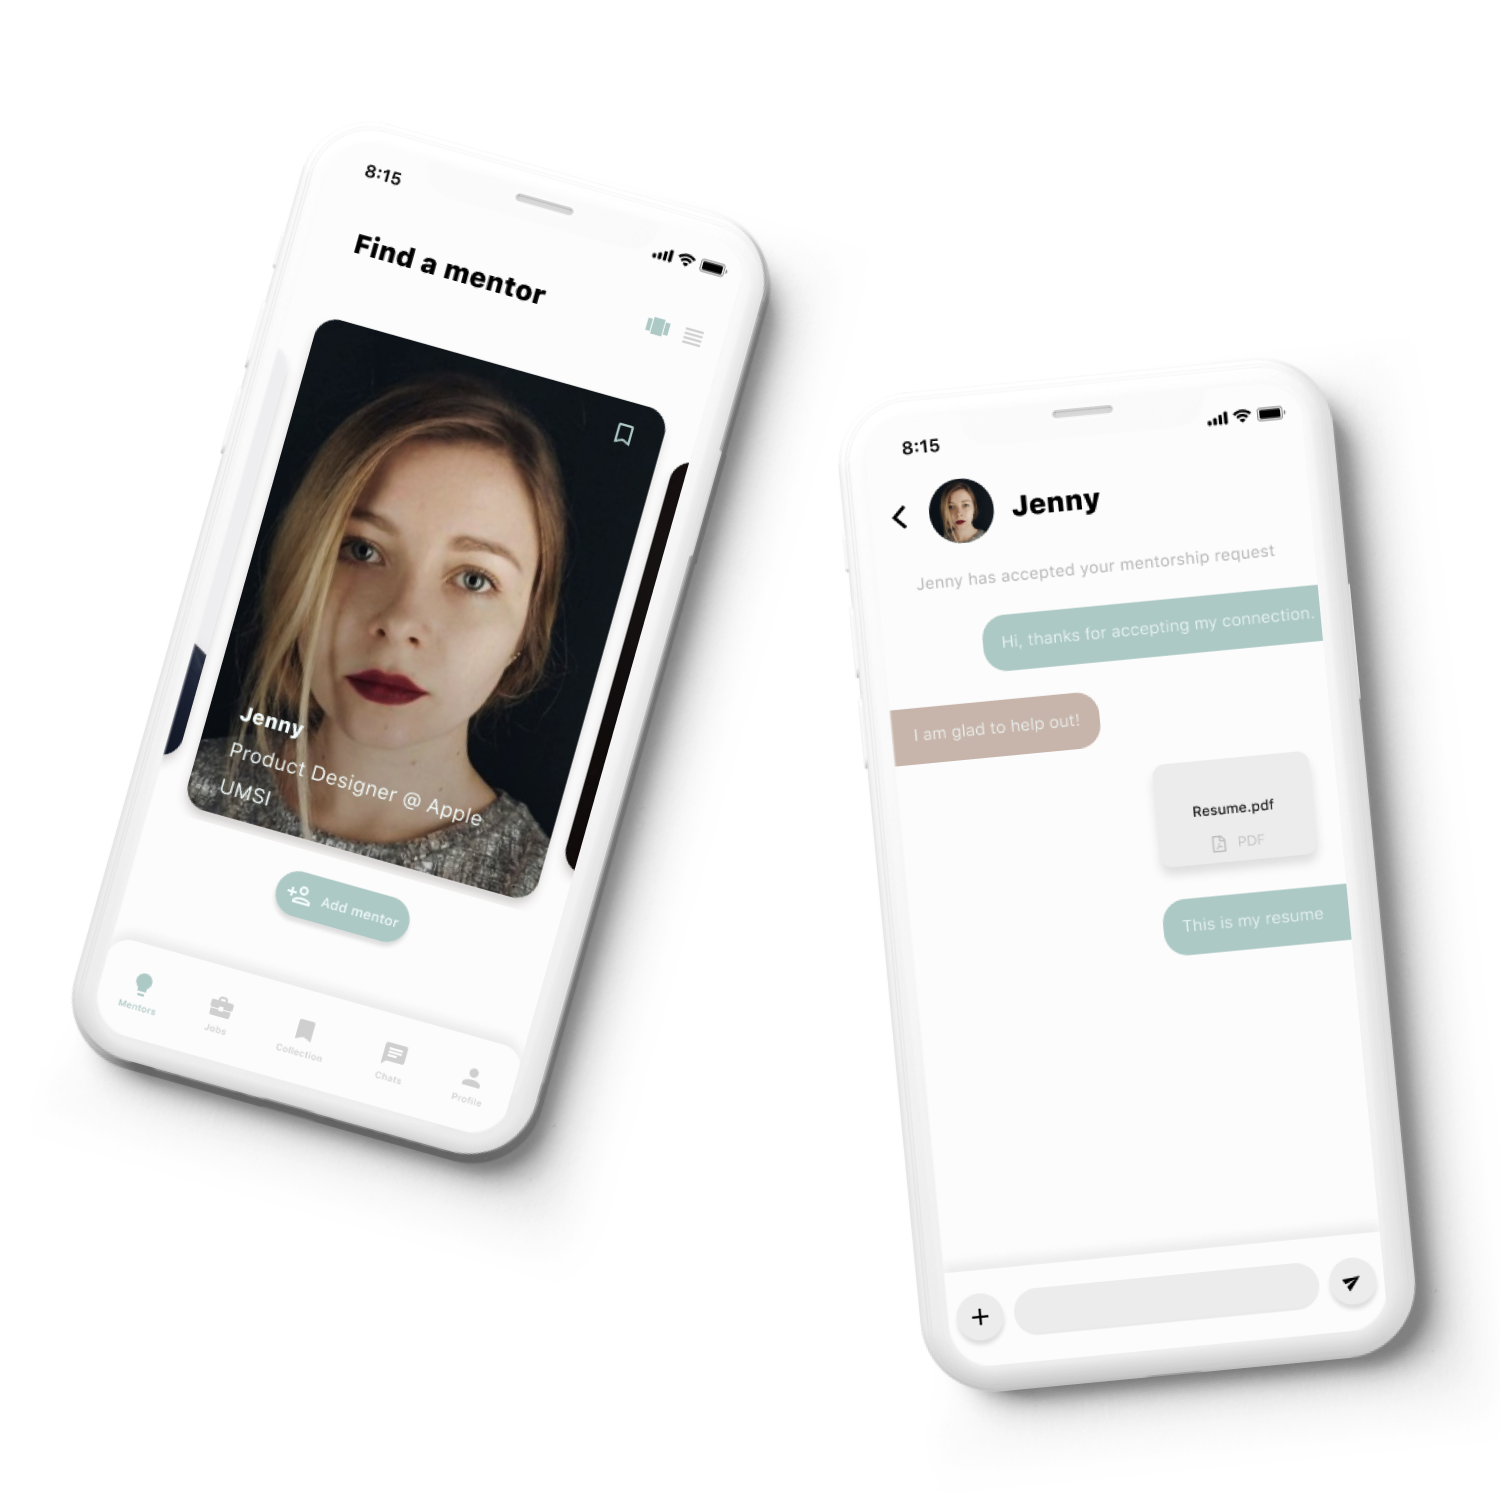 8:15
Find a mentor
Jenny
Product Designer @ Apple
UMSI
Add mentor
Mentors
Jobs
Collection
Chats
Profile
8:15
Jenny
Jenny has accepted your mentorship request
Hi, thanks for accepting my connection.
I am glad to help out!
Resume.pdf
PDF
This is my resume